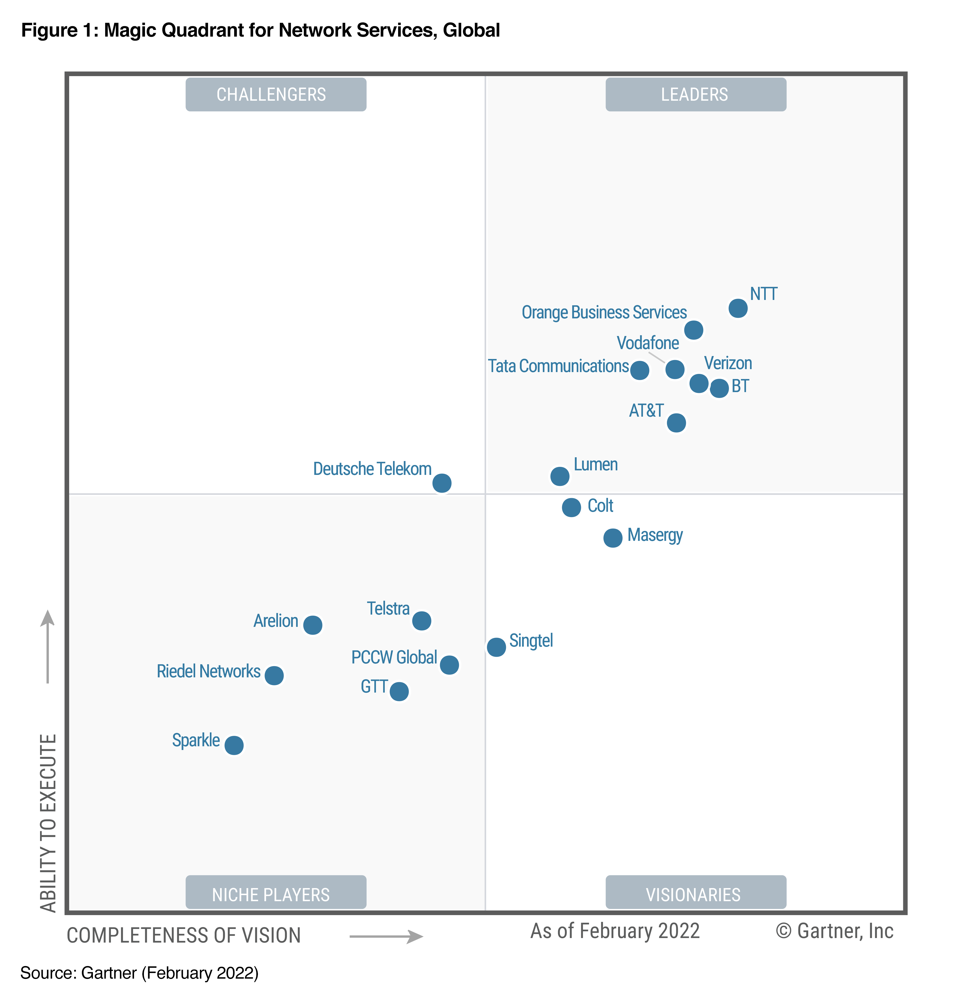 Figure 1: Magic Quadrant for Network Services, Global
CHALLENGERS
LEADERS
NTT
Orange Business Services
Vodafone
Tata Communications
Verizon
BT
AT&T
Lumen
Deutsche Telekom
Colt
Masergy
Telstra
Arelion
Singtel
PCCW Global
Riedel Networks
GTT
Sparkle
NICHE PLAYERS
VISIONARIES
ABILITY TO EXECUTE
COMPLETENESS OF VISION
As of February 2022
© Gartner, Inc
Source: Gartner (February 2022)